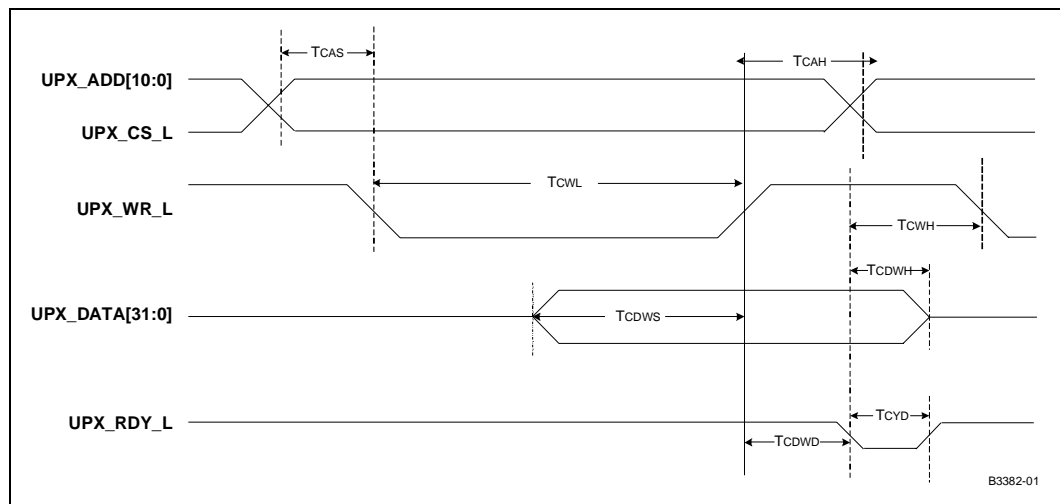 TCAS
TCAH
UPX_ADD[10:0]
UPX_CS_L
TCWL
UPX_WR_L
TCWH
TCDWH
UPX_DATA[31:0]
TCDWS
TCYD
UPX_RDY_L
TCDWD
B3382-01